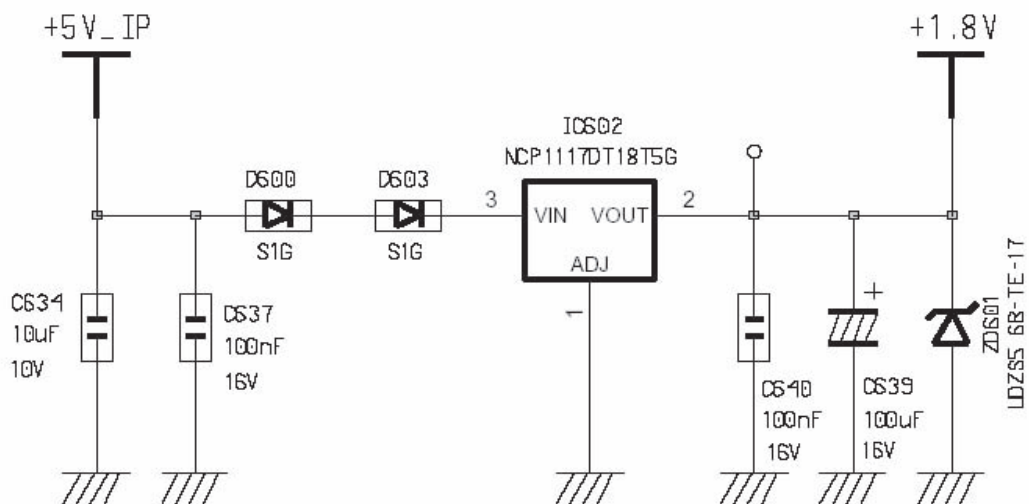 +5V_IP
+1.8V
IC602
NCP1117DT18T5G
D600
D603
3
VIN
VOUT
2
S1G
S1G
ADJ
1
C634
10uF
10V
C637
100nF
16V
C640
100nF
16V
+
C639
100uF
16V
ZD601
UDZS5 6B-TE-17